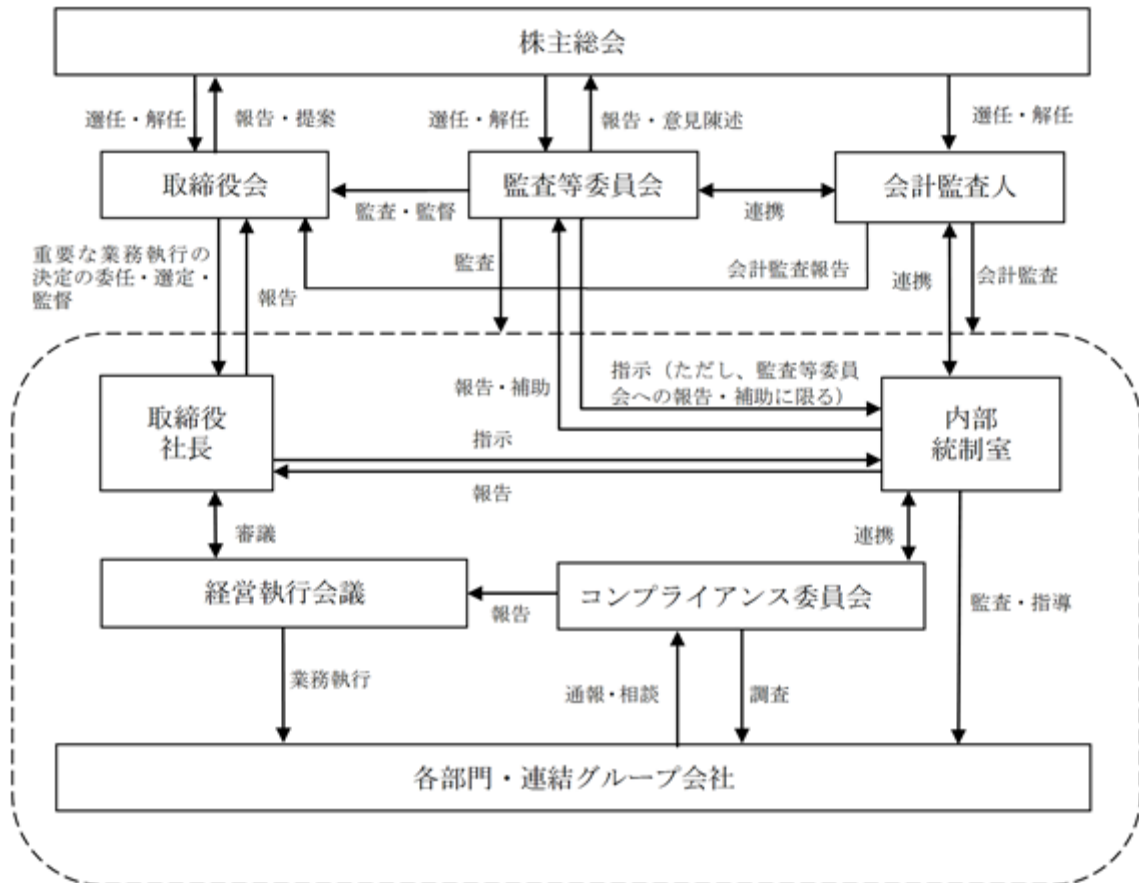 株主総会
選任・解任
報告・提案
選任・解任
報告・意見陳述
選任・解任
取締役会
監査等委員会
会計監査人
監査・監督
連携
重要な業務執行の
決定の委任・選定・
監督
報告
監査
会計監査報告
連携
会計監査
取締役
社長
報告・補助
指示（ただし、監査等委員
会への報告・補助に限る）
内部
統制室
指示
報告
審議
連携
経営執行会議
報告
コンプライアンス委員会
監査・指導
業務執行
通報・相談
調査
各部門・連結グループ会社